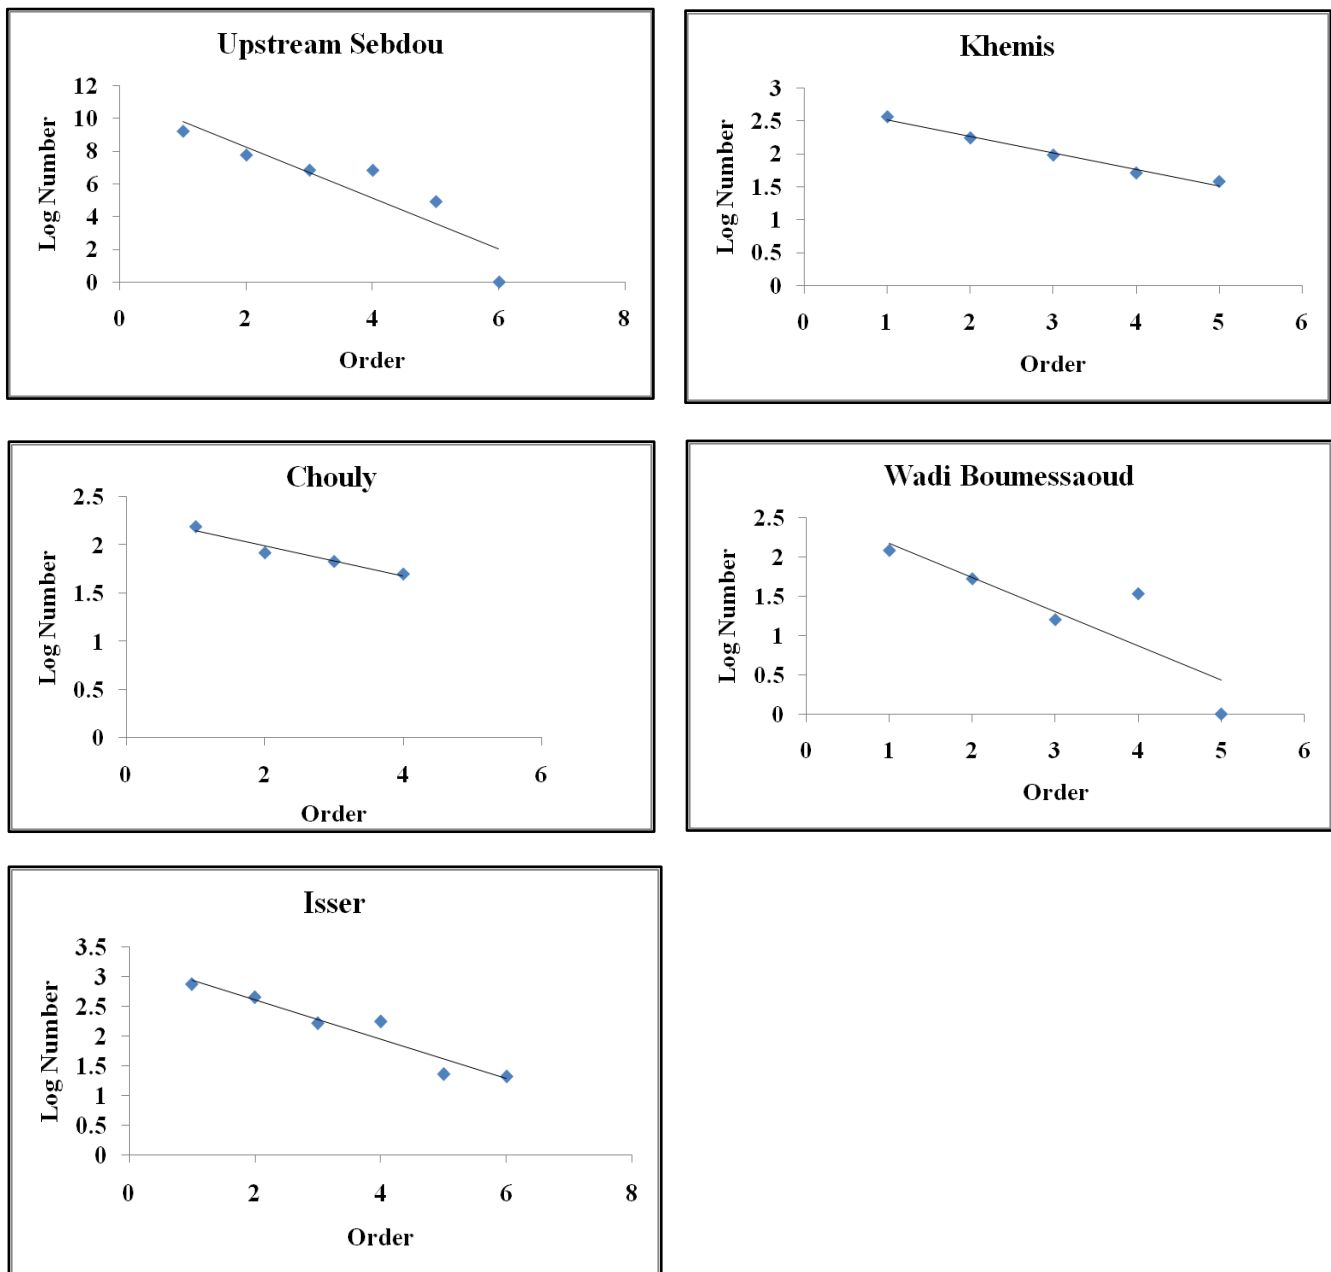 Upstream Sebdou
12
10
8
6
4
2
0
Log Number
0 2 4 6 8
Order
Khemis
3
2.5
2
1.5
1
0.5
0
Log Number
0 1 2 3 4 5 6
Order
Chouly
2.5
2
1.5
1
0.5
0
Log Number
0 2 4 6
Order
Wadi Boumessaoud
2.5
2
1.5
1
0.5
0
Log Number
0 1 2 3 4 5 6
Order
Isser
3.5
3
2.5
2
1.5
1
0.5
0
Log Number
0 2 4 6 8
Order